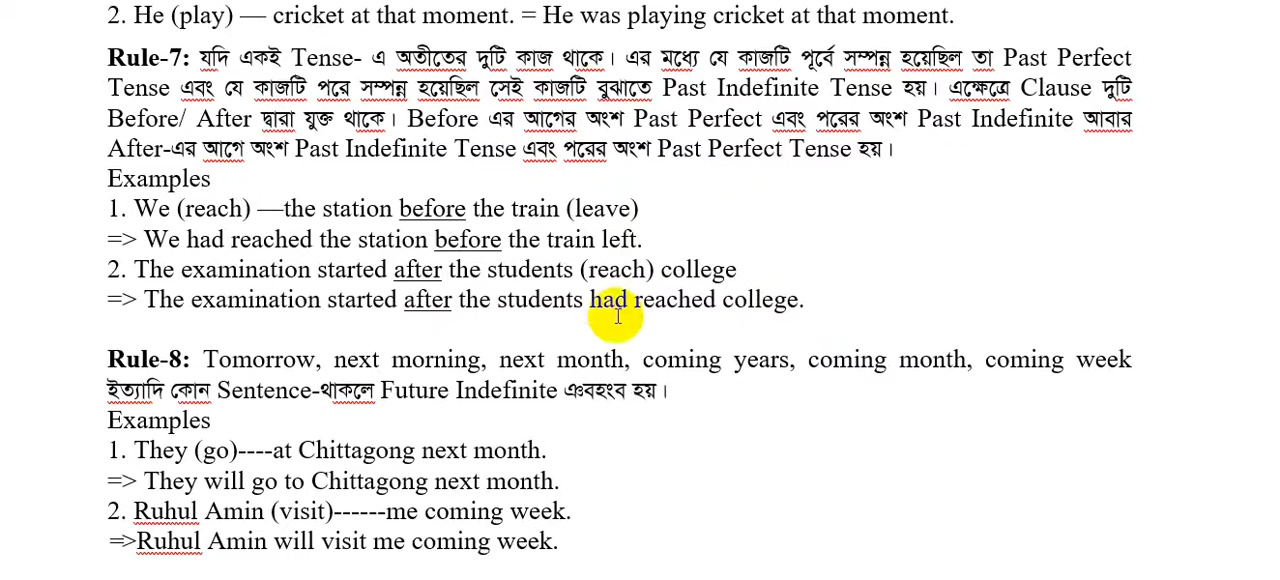 2. He (play) — cricket at that moment. = He was playing cricket at that moment.
Rule-7: যদি একই Tense- এ অতীতের দুটি কাজ থাকে। এর মধ্যে যে কাজটি পূর্বে সম্পন্ন হয়েছিল তা Past Perfect
Tense এবং যে কাজটি পরে সম্পন্ন হয়েছিল সেই কাজটি বুঝাতে Past Indefinite Tense হয়। এক্ষেত্রে Clause দুটি
Before/ After দ্বারা যুক্ত থাকে। Before এর আগের অংশ Past Perfect এবং পরের অংশ Past Indefinite আবার
After-এর আগে অংশ Past Indefinite Tense এবং পরের অংশ Past Perfect Tense হয়।
Examples
1. We (reach) —the station before the train (leave)
=> We had reached the station before the train left.
2. The examination started after the students (reach) college
=> The examination started after the students had reached college.
Rule-8: Tomorrow, next morning, next month, coming years, coming month, coming week
ইত্যাদি কোন Sentence-থাকলে Future Indefinite ঞবহংব হয়।
Examples
1. They (go)----at Chittagong next month.
=> They will go to Chittagong next month.
2. Ruhul Amin (visit)------me coming week.
=>Ruhul Amin will visit me coming week.